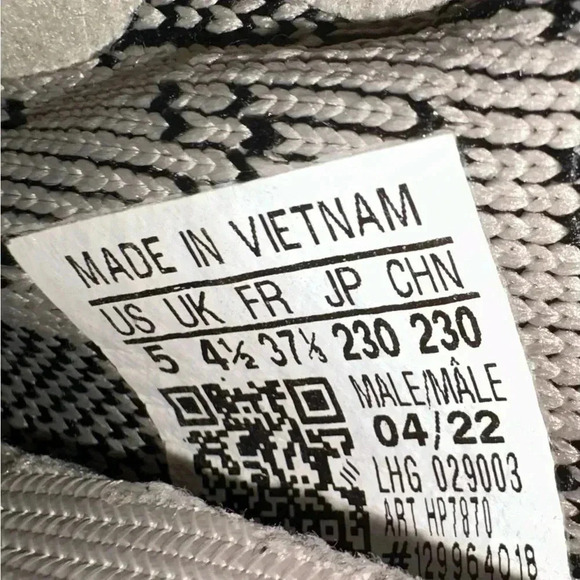 MADE IN VIETNAM
US UK FR JP CHN
5 4½ 37⅓ 230 230
MALE/MÂLE
04/22
LHG 029003
ART HP7870
#129964018